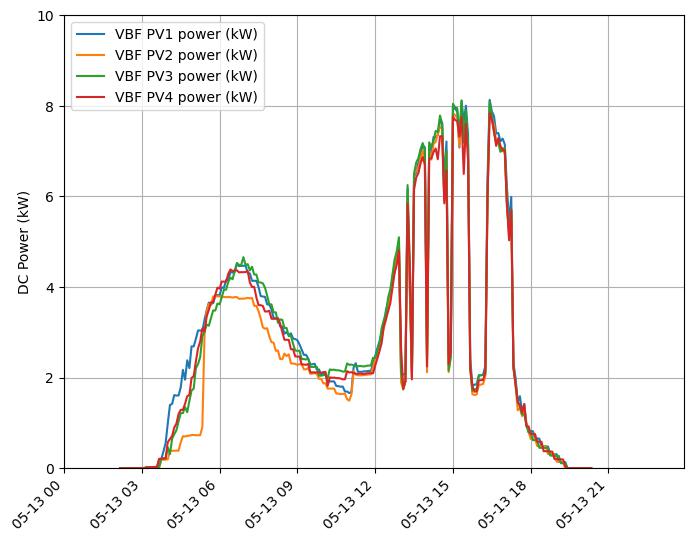 VBF PV1 power (kW)
VBF PV2 power (kW)
VBF PV3 power (kW)
VBF PV4 power (kW)
DC Power (kW)
10
8
6
4
2
0
05-13 00
05-13 03
05-13 06
05-13 09
05-13 12
05-13 15
05-13 18
05-13 21